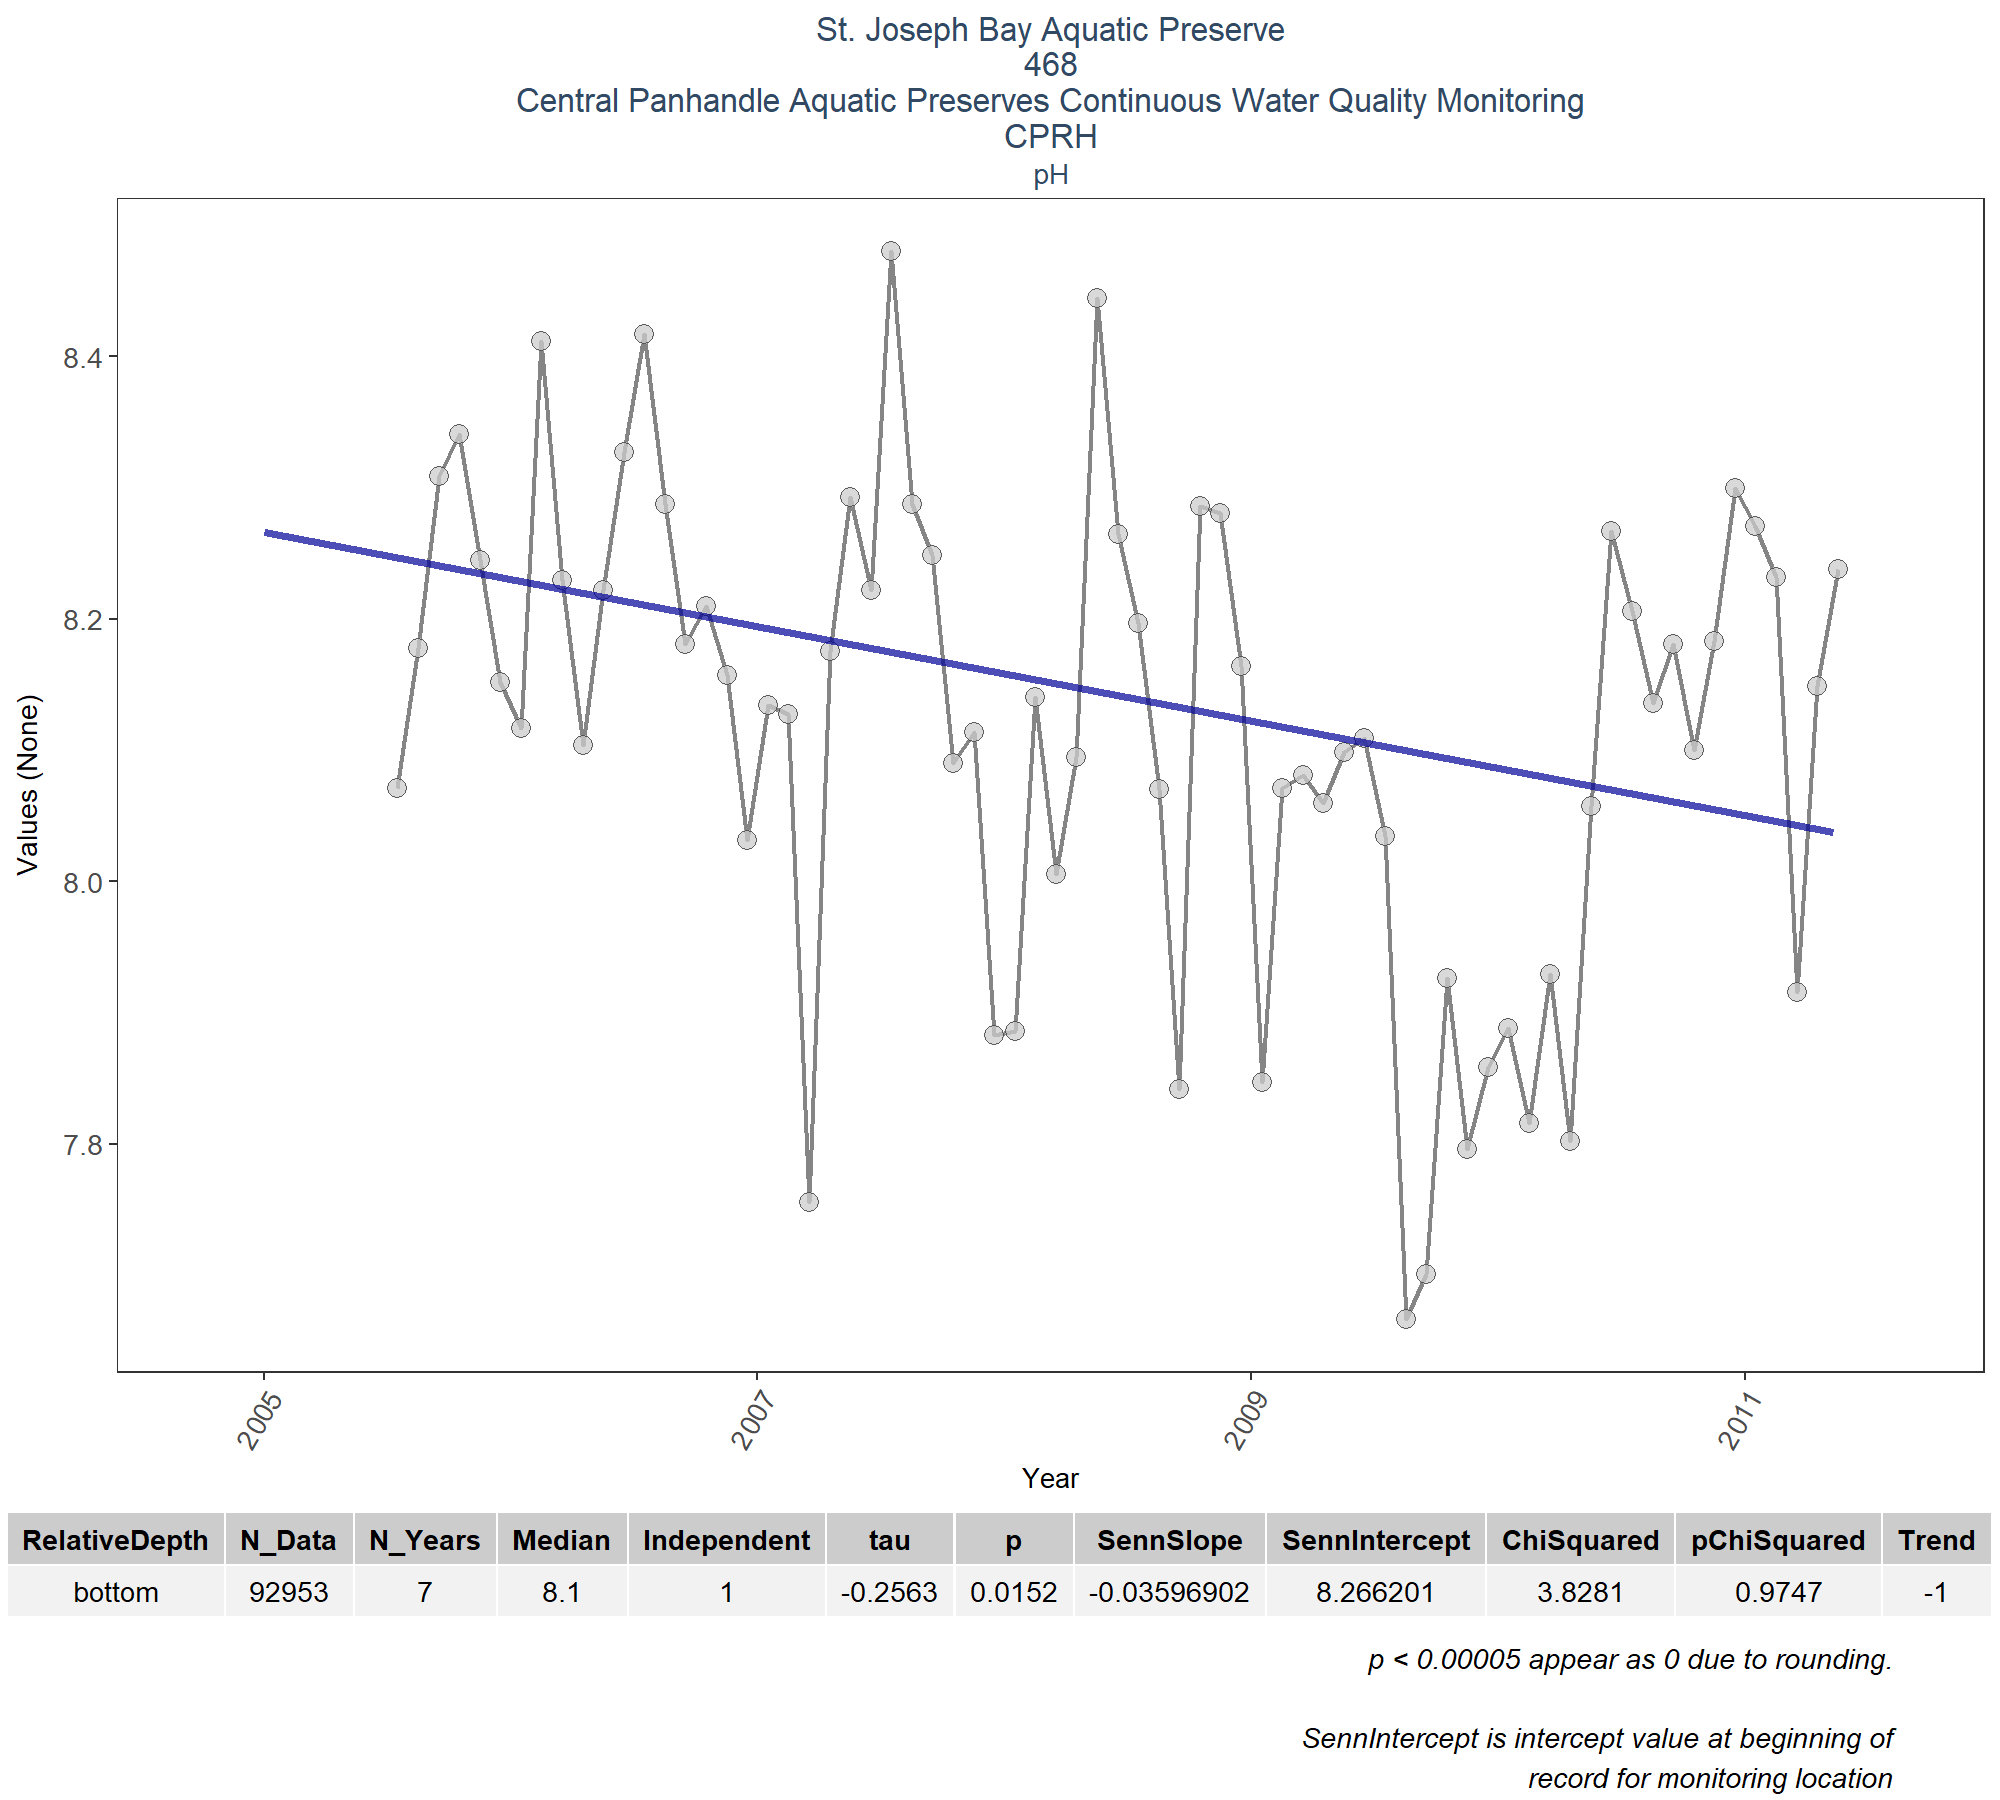 St. Joseph Bay Aquatic Preserve
468
Central Panhandle Aquatic Preserves Continuous Water Quality Monitoring
CPRH
pH
Values (None)
8.4
8.2
8.0
7.8
2005 2007 2009 2011
Year
RelativeDepth N_Data N_Years Median Independent tau p SennSlope SennIntercept ChiSquared pChiSquared Trend
bottom 92953 7 8.1 1 -0.2563 0.0152 -0.03596902 8.266201 3.8281 0.9747 -1
p < 0.00005 appear as 0 due to rounding.
SennIntercept is intercept value at beginning of
record for monitoring location